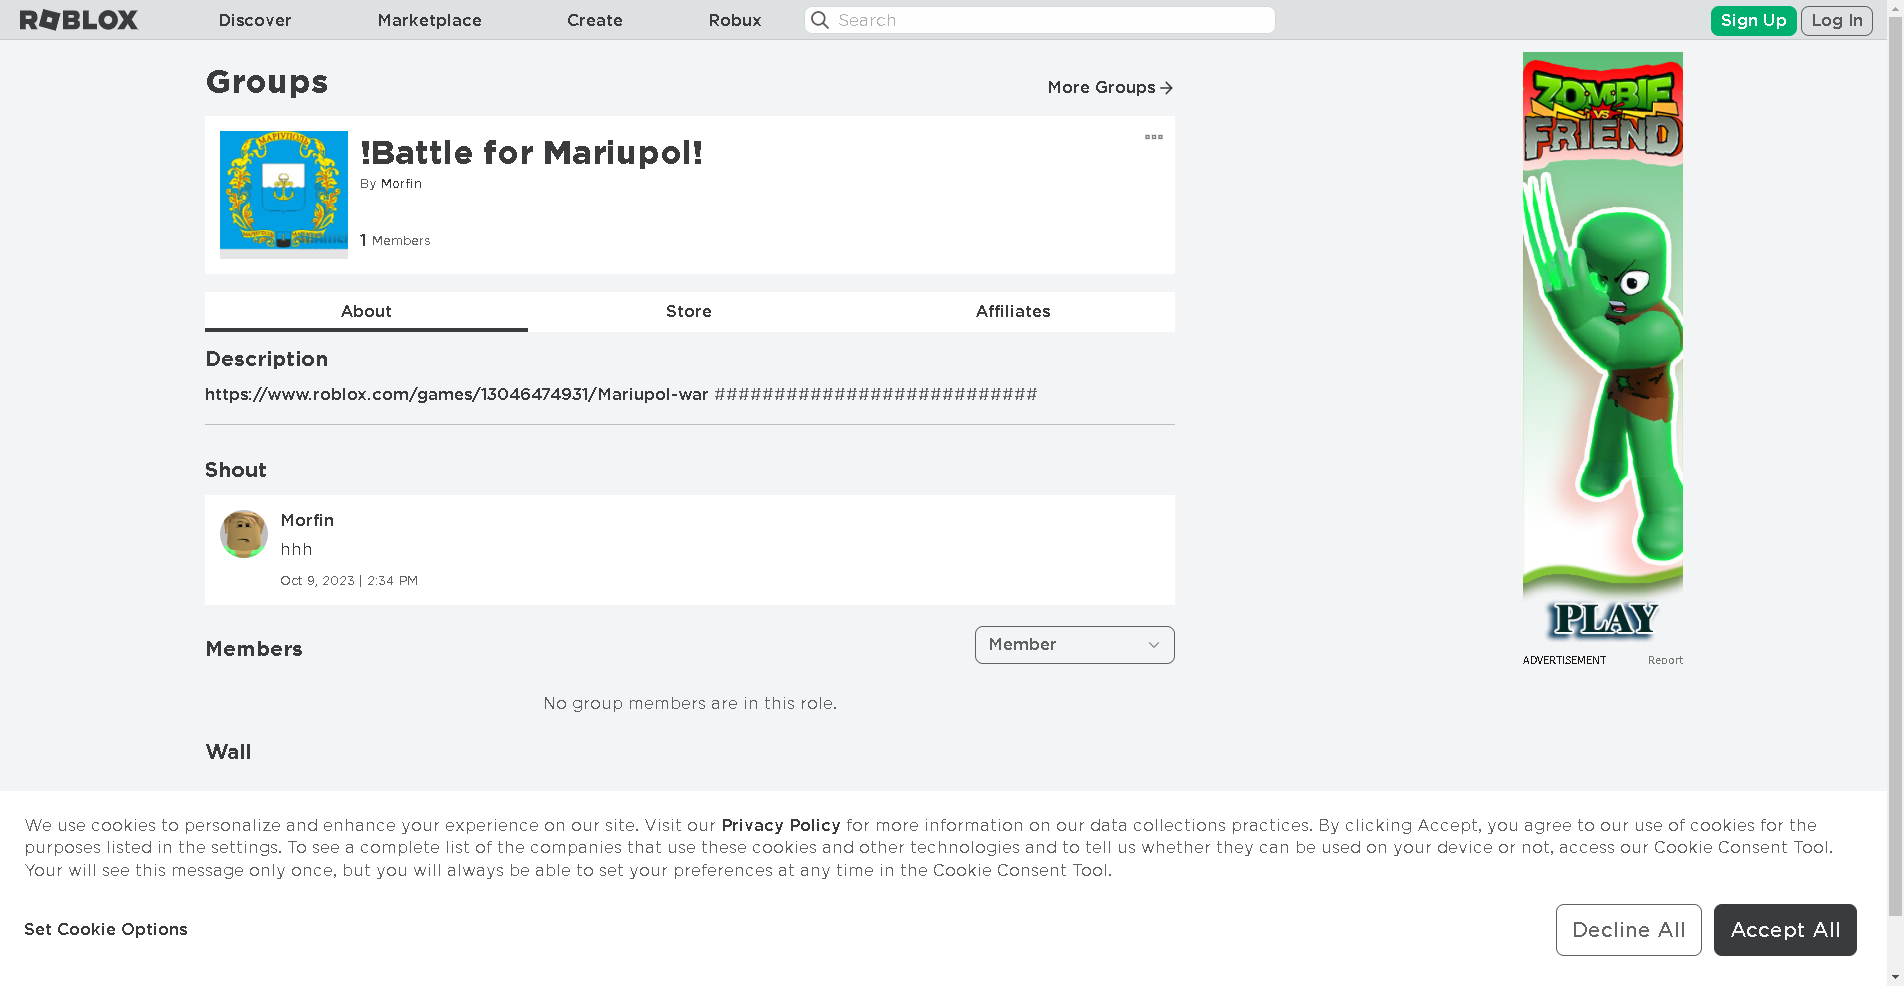 ROBLOX
Discover
Marketplace
Create
Robux
Search
Sign Up
Log In
Groups
More Groups
МАРІУПОЛЬ
!Battle for Mariupol!
By Morfin
1 Members
About
Store
Affiliates
Description
https://www.roblox.com/games/13046474931/Mariupol-war ###########################
Shout
Morfin
hhh
Oct 9, 2023 | 2:34 PM
Members
Member
No group members are in this role.
Wall
ZOMBIE
VS
FRIEND
PLAY
ADVERTISEMENT
Report
We use cookies to personalize and enhance your experience on our site. Visit our Privacy Policy for more information on our data collections practices. By clicking Accept, you agree to our use of cookies for the
purposes listed in the settings. To see a complete list of the companies that use these cookies and other technologies and to tell us whether they can be used on your device or not, access our Cookie Consent Tool.
Your will see this message only once, but you will always be able to set your preferences at any time in the Cookie Consent Tool.
Set Cookie Options
Decline All
Accept All